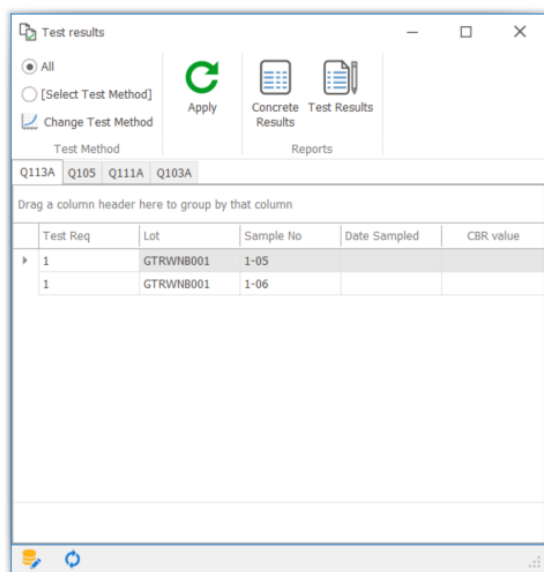 Test results
All
[Select Test Method]
Change Test Method
Test Method
Apply
Concrete
Results
Test Results
Reports
Q113A Q105 Q111A Q103A
Drag a column header here to group by that column
Test Req Lot Sample No Date Sampled CBR value
1 GTRWNB001 1-05
1 GTRWNB001 1-06